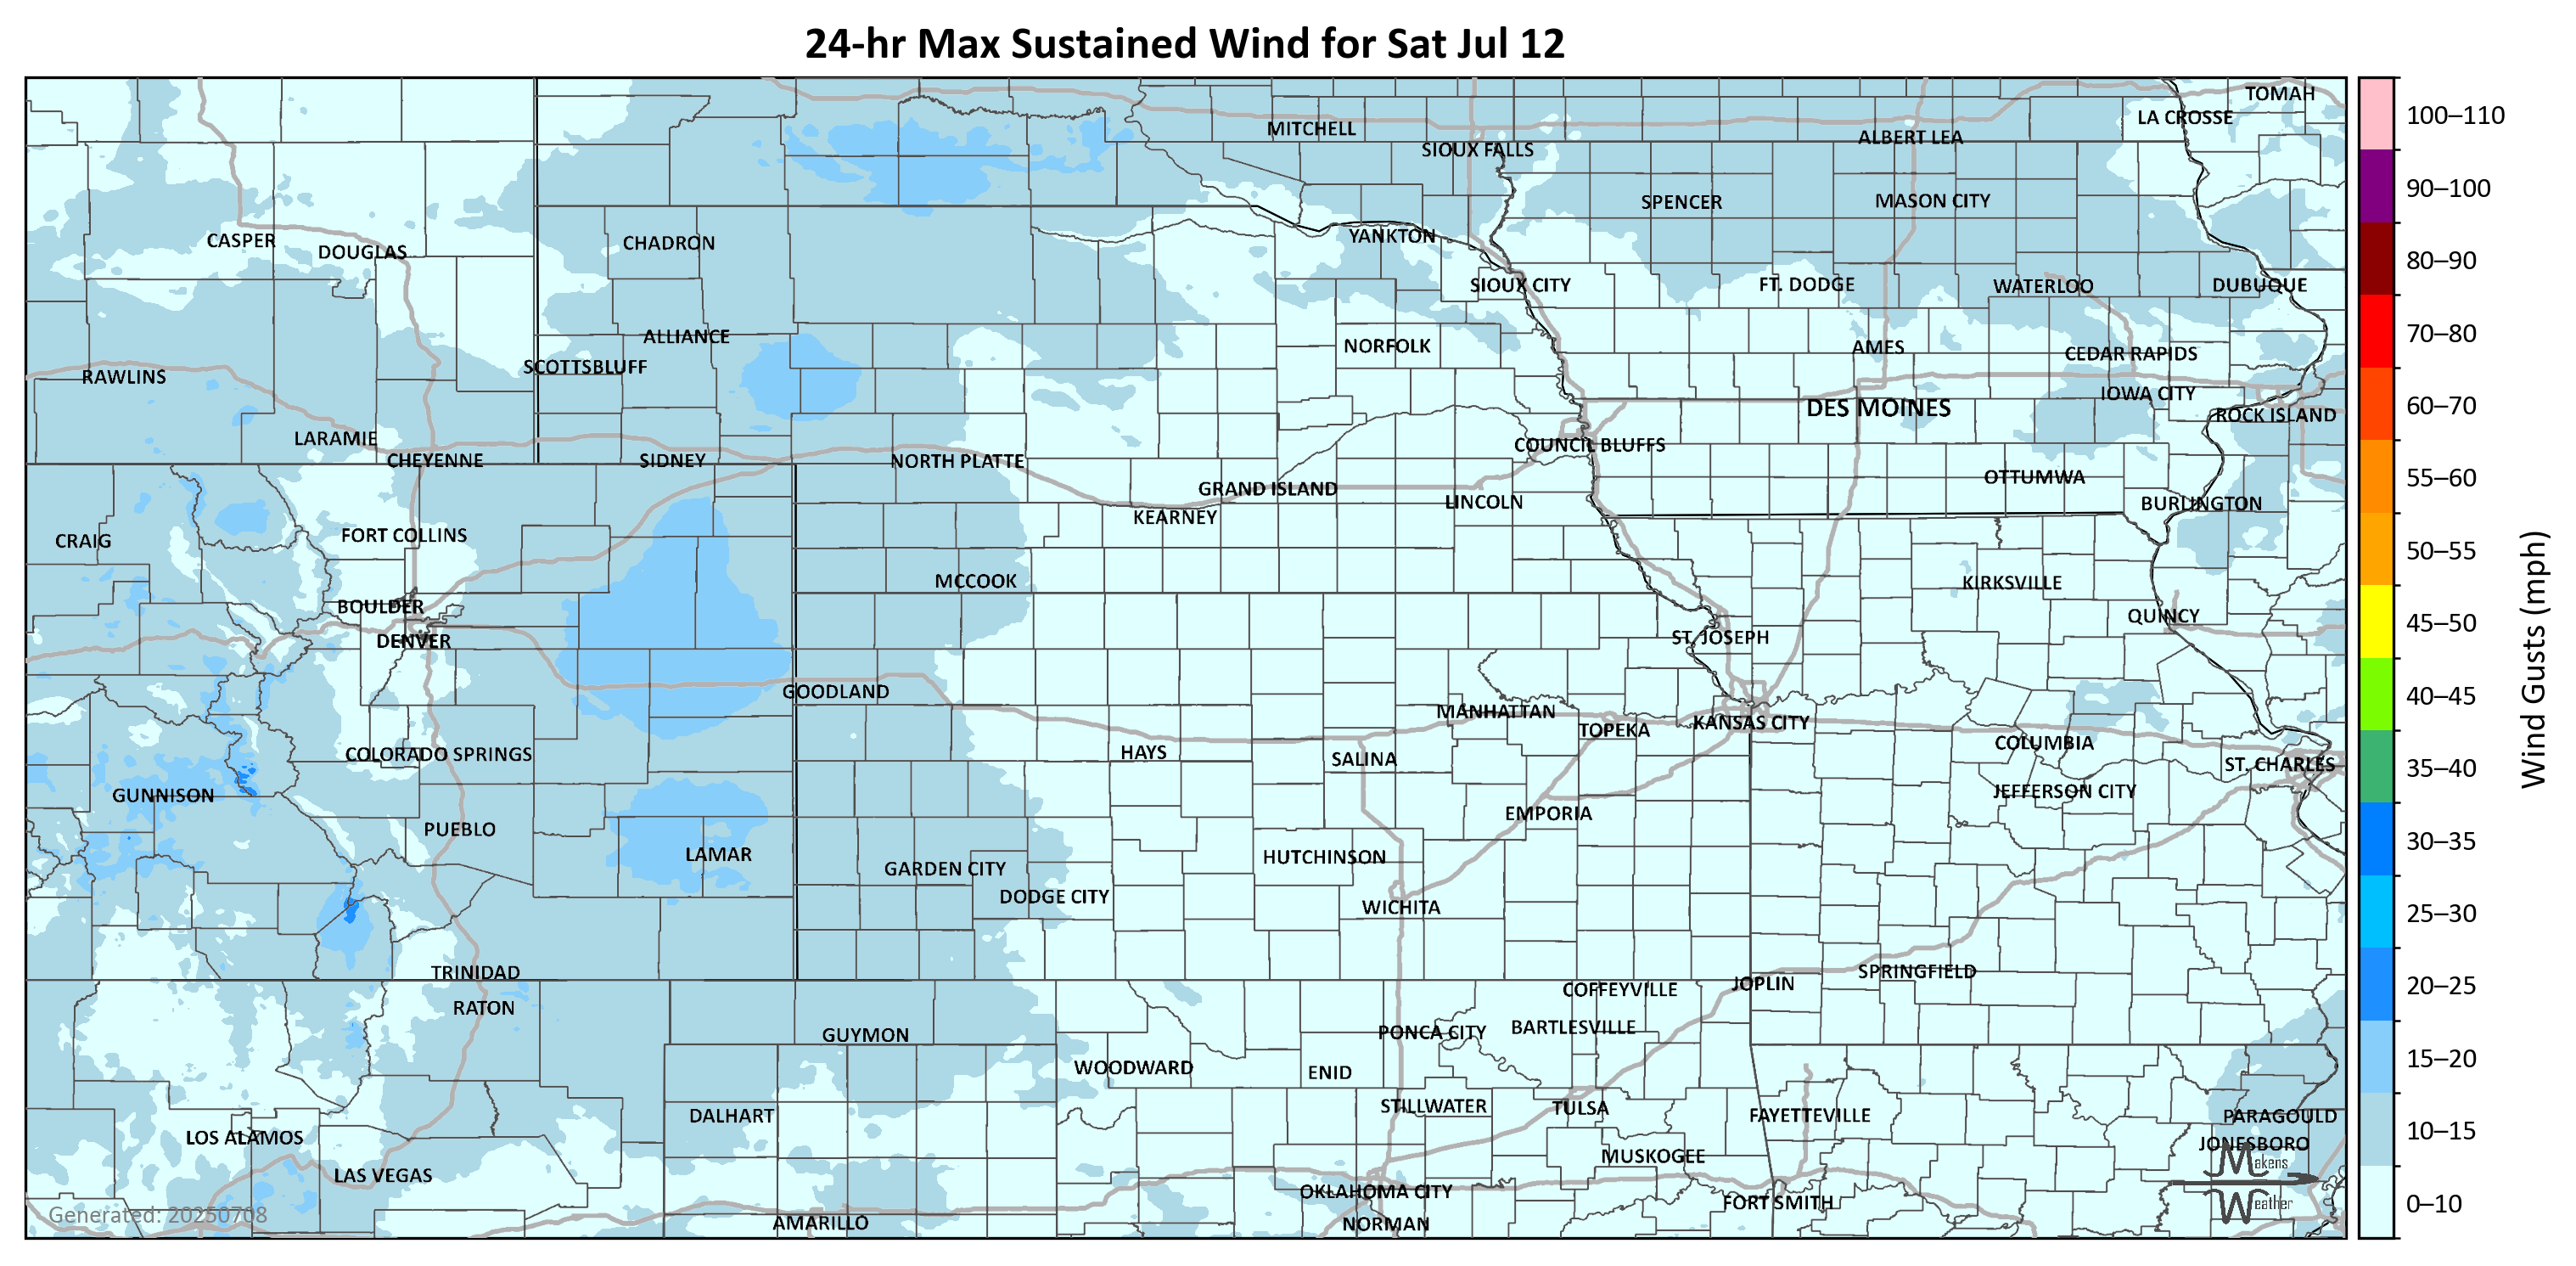 24-hr Max Sustained Wind for Sat Jul 12
TOMAH
LA CROSSE
MITCHELL
ALBERT LEA
SIOUX FALLS
SPENCER
MASON CITY
CASPER
DOUGLAS
CHADRON
YANKTON
SIOUX CITY
FT. DODGE
WATERLOO
DUBUQUE
ALLIANCE
NORFOLK
AMES
CEDAR RAPIDS
SCOTTSBLUFF
RAWLINS
IOWA CITY
DES MOINES
ROCK ISLAND
LARAMIE
COUNCIL BLUFFS
CHEYENNE
SIDNEY
NORTH PLATTE
OTTUMWA
GRAND ISLAND
LINCOLN
BURLINGTON
KEARNEY
FORT COLLINS
CRAIG
MCCOOK
KIRKSVILLE
BOULDER
QUINCY
DENVER
ST. JOSEPH
GOODLAND
MANHATTAN
KANSAS CITY
TOPEKA
COLUMBIA
COLORADO SPRINGS
HAYS
SALINA
ST. CHARLES
GUNNISON
JEFFERSON CITY
EMPORIA
PUEBLO
LAMAR
HUTCHINSON
GARDEN CITY
DODGE CITY
WICHITA
TRINIDAD
SPRINGFIELD
JOPLIN
COFFEYVILLE
RATON
BARTLESVILLE
PONCA CITY
GUYMON
WOODWARD
ENID
STILLWATER
TULSA
DALHART
FAYETTEVILLE
PARAGOULD
LOS ALAMOS
JONESBORO
MUSKOGEE
LAS VEGAS
OKLAHOMA CITY
FORT SMITH
AMARILLO
NORMAN
Makens
Weather
Generated: 20250708
100–110
90–100
80–90
70–80
60–70
55–60
50–55
45–50
40–45
35–40
30–35
25–30
20–25
15–20
10–15
0–10
Wind Gusts (mph)